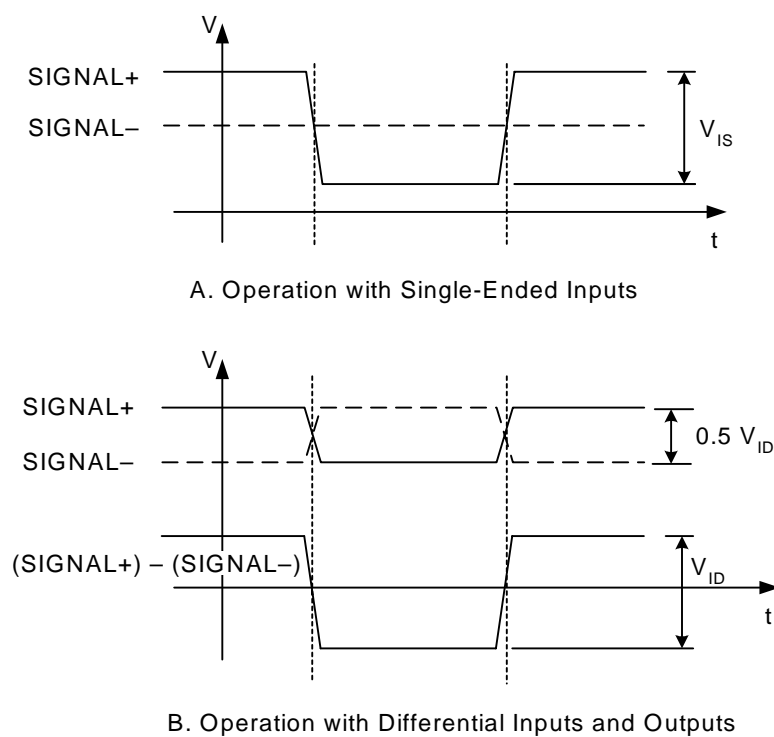 V
SIGNAL+
SIGNAL–
V_IS
t
A. Operation with Single-Ended Inputs
V
SIGNAL+
SIGNAL–
0.5 V_ID
(SIGNAL+) – (SIGNAL–)
V_ID
t
B. Operation with Differential Inputs and Outputs